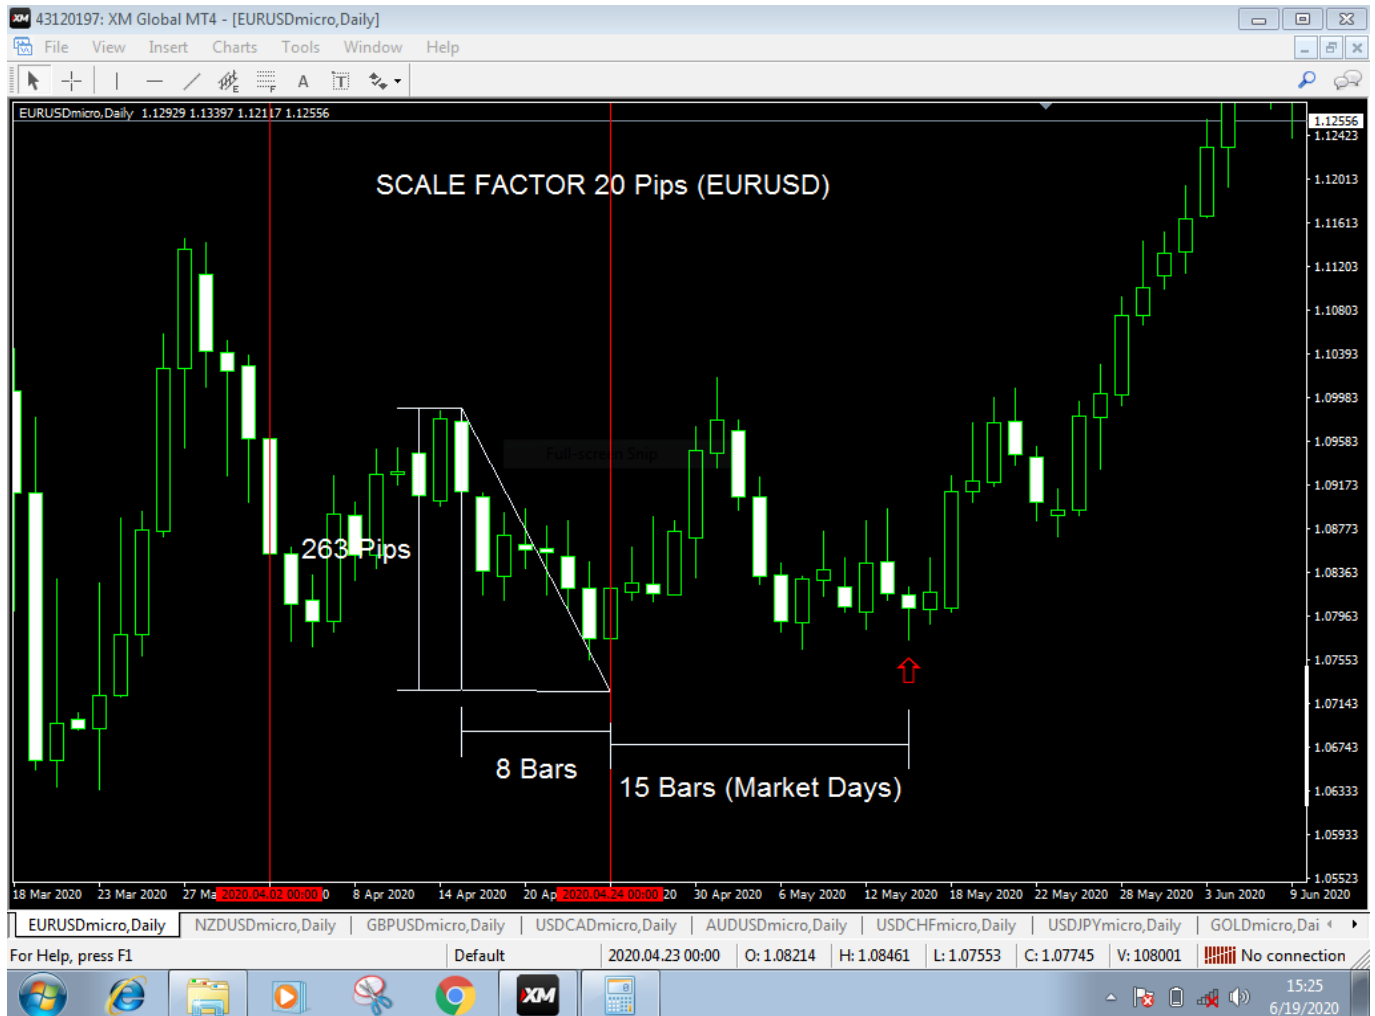 43120197: XM Global MT4 - [EURUSDmicro,Daily]
File View Insert Charts Tools Window Help
E F A T
EURUSDmicro,Daily 1.12929 1.13397 1.12117 1.12556
1.12556
1.12423
SCALE FACTOR 20 Pips (EURUSD)
1.12013
1.11613
1.11203
1.10803
1.10393
1.09983
1.09583
Full-screen Snip
1.09173
1.08773
263 Pips
1.08363
1.07963
1.07553
1.07143
1.06743
8 Bars
15 Bars (Market Days)
1.06333
1.05933
1.05523
18 Mar 2020 23 Mar 2020 27 Ma 2020.04.02 00:00 0 8 Apr 2020 14 Apr 2020 20 Ap 2020.04.24 00:00 20 30 Apr 2020 6 May 2020 12 May 2020 18 May 2020 22 May 2020 28 May 2020 3 Jun 2020 9 Jun 2020
EURUSDmicro,Daily NZDUSDmicro,Daily GBPUSDmicro,Daily USDCADmicro,Daily AUDUSDmicro,Daily USDCHFmicro,Daily USDJPYmicro,Daily GOLDmicro,Dai
For Help, press F1 Default 2020.04.23 00:00 O: 1.08214 H: 1.08461 L: 1.07553 C: 1.07745 V: 108001 No connection
XM
15:25
6/19/2020